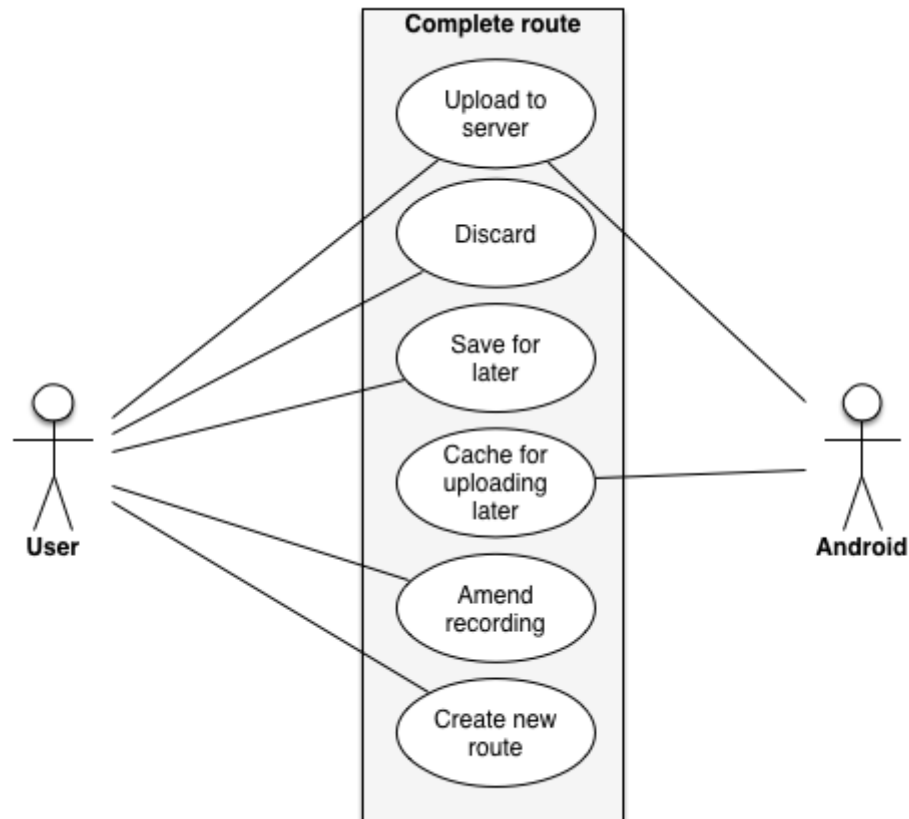 Complete route
Upload to
server
Discard
Save for
later
Cache for
uploading
later
User
Android
Amend
recording
Create new
route